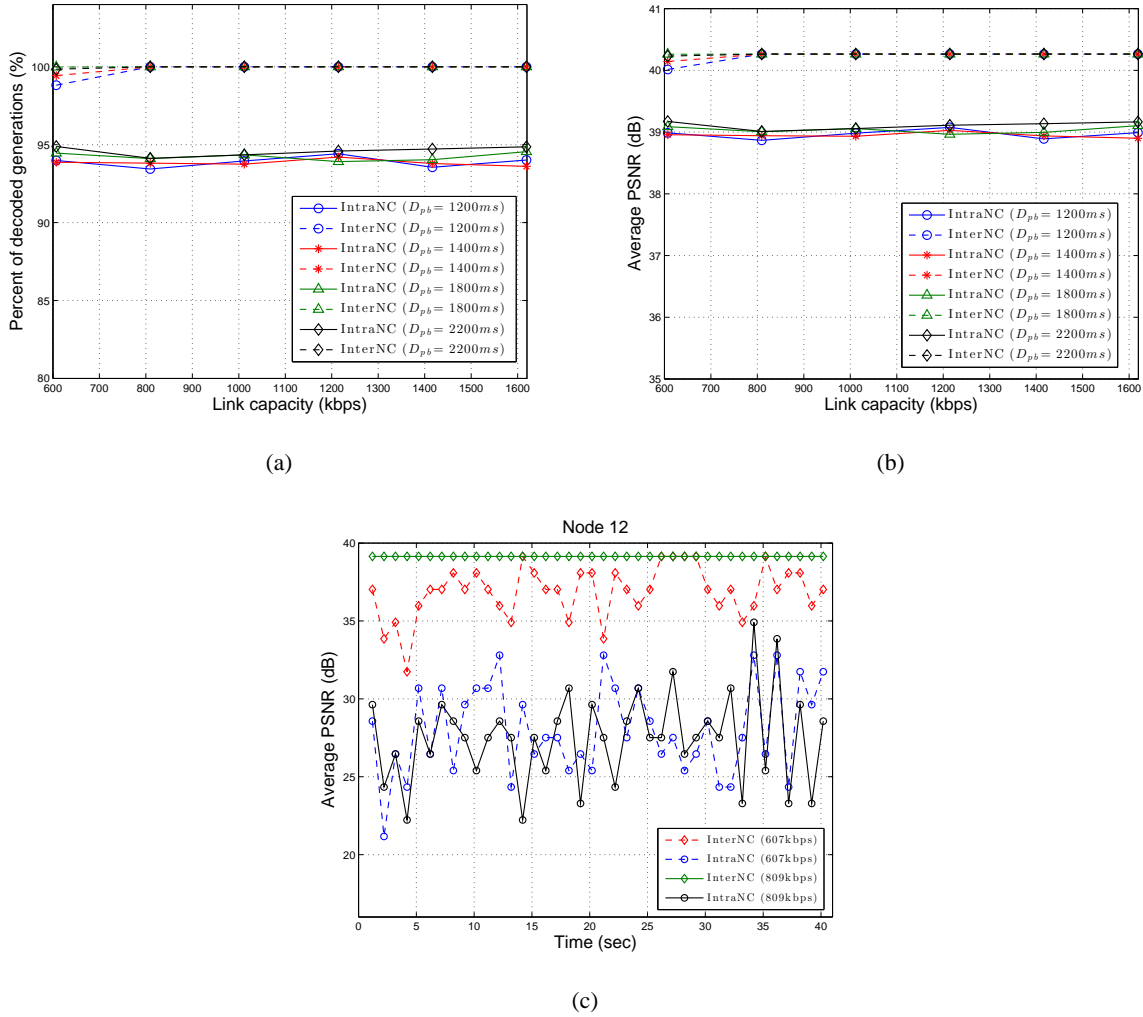 Percent of decoded generations (%)
100
95
90
85
80
600 700 800 900 1000 1100 1200 1300 1400 1500 1600
Link capacity (kbps)
IntraNC (D_pb = 1200ms)
InterNC (D_pb = 1200ms)
IntraNC (D_pb = 1400ms)
InterNC (D_pb = 1400ms)
IntraNC (D_pb = 1800ms)
InterNC (D_pb = 1800ms)
IntraNC (D_pb = 2200ms)
InterNC (D_pb = 2200ms)
(a)
Average PSNR (dB)
41
40
39
38
37
36
35
600 700 800 900 1000 1100 1200 1300 1400 1500 1600
Link capacity (kbps)
IntraNC (D_pb = 1200ms)
InterNC (D_pb = 1200ms)
IntraNC (D_pb = 1400ms)
InterNC (D_pb = 1400ms)
IntraNC (D_pb = 1800ms)
InterNC (D_pb = 1800ms)
IntraNC (D_pb = 2200ms)
InterNC (D_pb = 2200ms)
(b)
Node 12
Average PSNR (dB)
40
35
30
25
20
0 5 10 15 20 25 30 35 40
Time (sec)
InterNC (607kbps)
IntraNC (607kbps)
InterNC (809kbps)
IntraNC (809kbps)
(c)